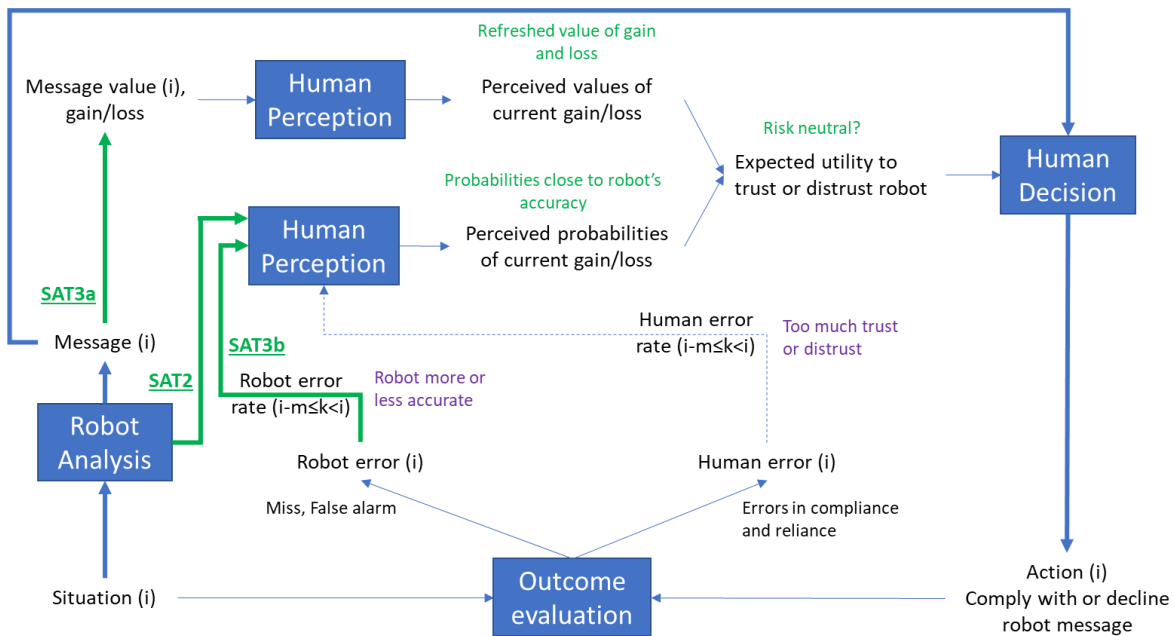 Refreshed value of gain
and loss
Message value (i),
gain/loss
Human
Perception
Perceived values of
current gain/loss
Risk neutral?
Expected utility to
trust or distrust robot
Human
Decision
Probabilities close to robot's
accuracy
Human
Perception
Perceived probabilities
of current gain/loss
SAT3a
Message (i)
SAT2
SAT3b
Robot error
rate (i-m≤k<i)
Robot more or
less accurate
Human error
rate (i-m≤k<i)
Too much trust
or distrust
Robot
Analysis
Robot error (i)
Human error (i)
Miss, False alarm
Errors in compliance
and reliance
Situation (i)
Outcome
evaluation
Action (i)
Comply with or decline
robot message